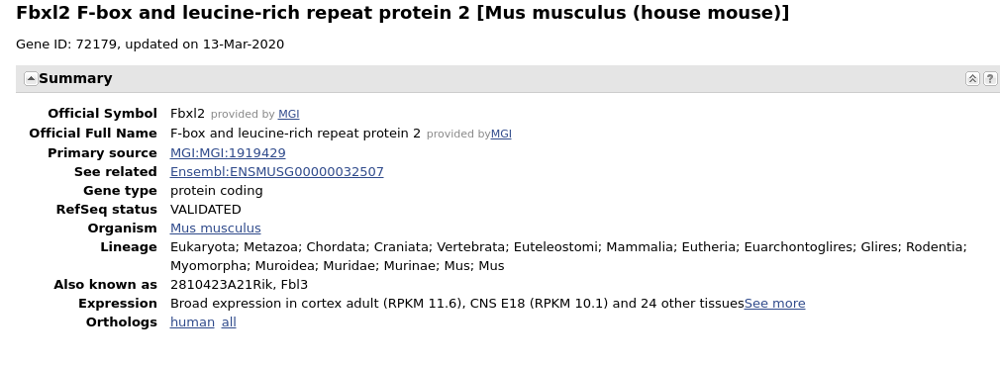 Fbxl2 F-box and leucine-rich repeat protein 2 [Mus musculus (house mouse)]
Gene ID: 72179, updated on 13-Mar-2020
Summary ?
Official Symbol Fbxl2 provided by MGI
Official Full Name F-box and leucine-rich repeat protein 2 provided byMGI
Primary source MGI:MGI:1919429
See related Ensembl:ENSMUSG00000032507
Gene type protein coding
RefSeq status VALIDATED
Organism Mus musculus
Lineage Eukaryota; Metazoa; Chordata; Craniata; Vertebrata; Euteleostomi; Mammalia; Eutheria; Euarchontoglires; Glires; Rodentia;
Myomorpha; Muroidea; Muridae; Murinae; Mus; Mus
Also known as 2810423A21Rik, Fbl3
Expression Broad expression in cortex adult (RPKM 11.6), CNS E18 (RPKM 10.1) and 24 other tissuesSee more
Orthologs human all